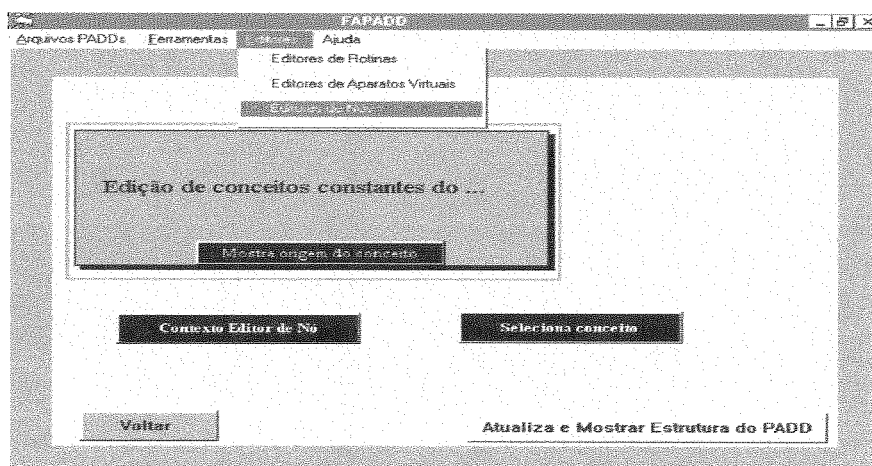 FAPADD
Arquivos PADDs Ferramentas Ajuda
Editores de Rotinas
Editores de Aparatos Virtuais
Edição de conceitos constantes do ...
Mostra origem do conceito
Contexto Editor de Nó Seleciona conceito
Voltar Atualiza e Mostrar Estrutura do PADD